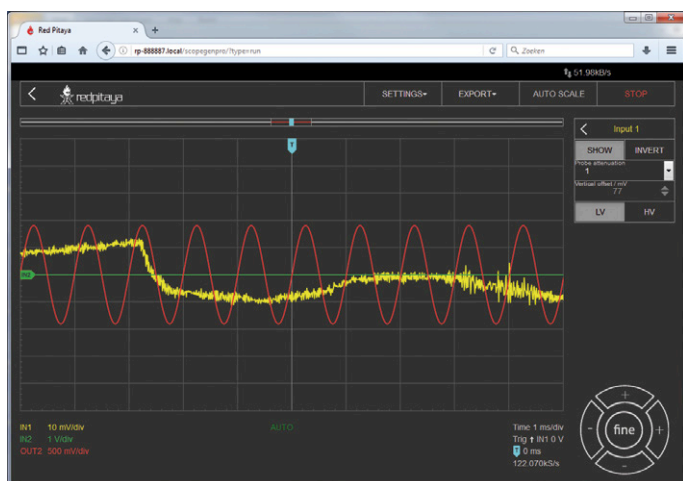 Red Pitaya
rp-888887.local/scopegenpro/?type=run
Zoeken
51.98kB/s
redpitaya
SETTINGS
EXPORT
AUTO SCALE
STOP
T
Input 1
SHOW INVERT
Probe attenuation
1
Vertical offset / mV
77
LV HV
IN2
IN1 10 mV/div
IN2 1 V/div
OUT2 500 mV/div
AUTO
Time 1 ms/div
Trig IN1 0 V
T 0 ms
122.070kS/s
+
- fine +
-